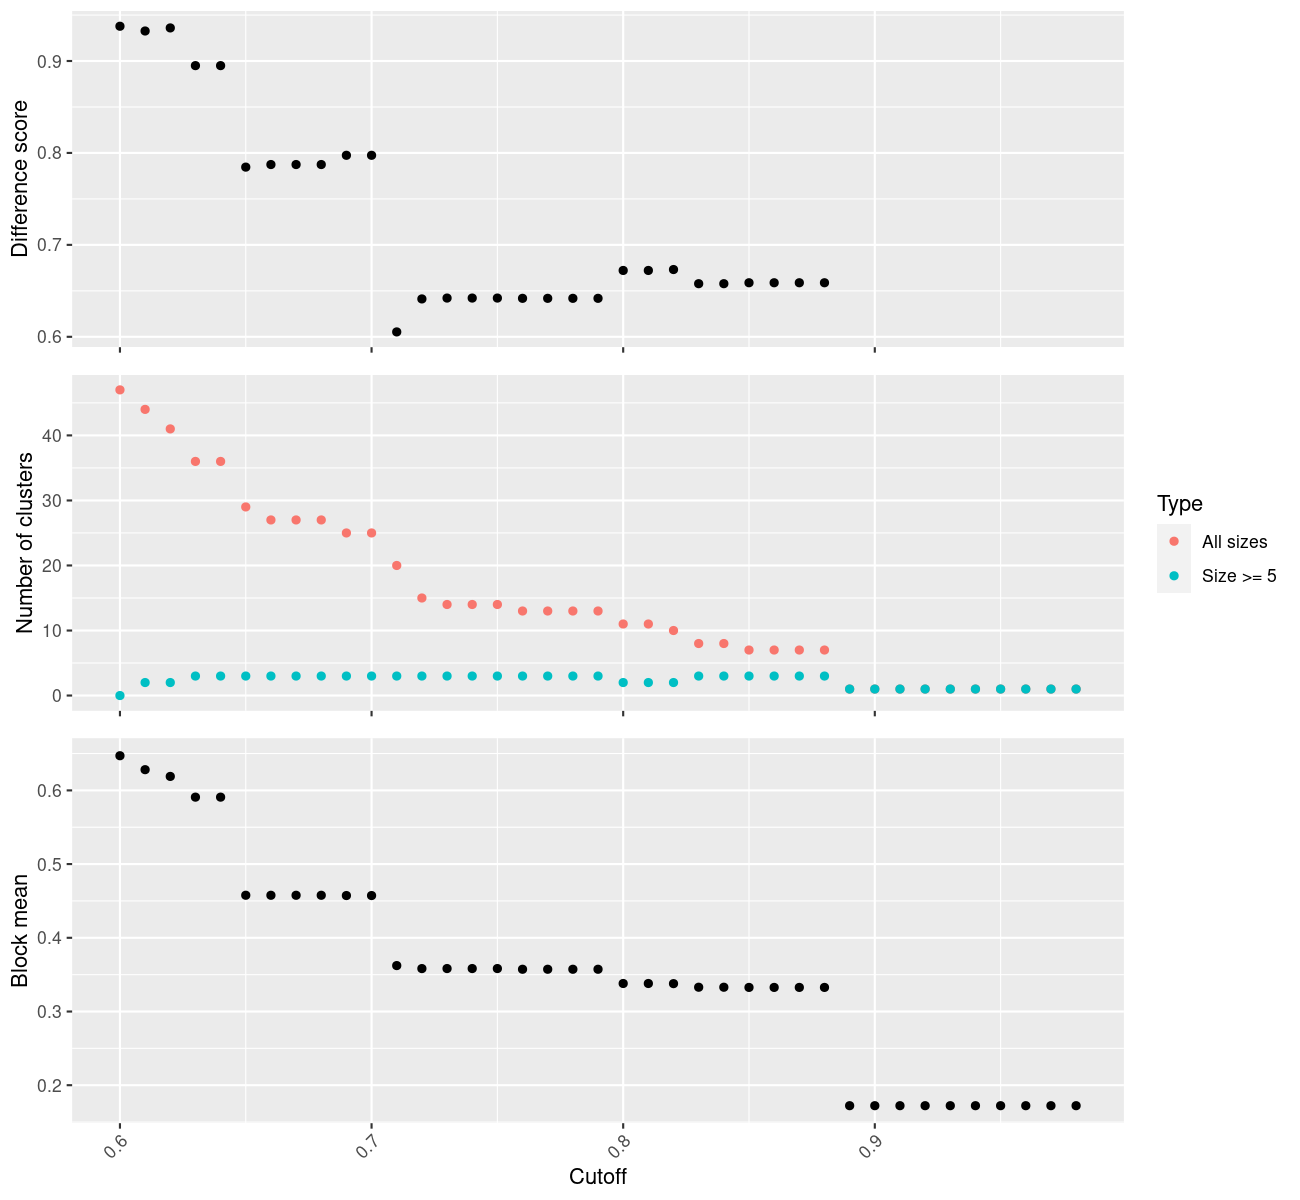 Difference score
0.9
0.8
0.7
0.6
Number of clusters
40
30
20
10
0
Type
All sizes
Size >= 5
Block mean
0.6
0.5
0.4
0.3
0.2
0.6
0.7
0.8
0.9
Cutoff